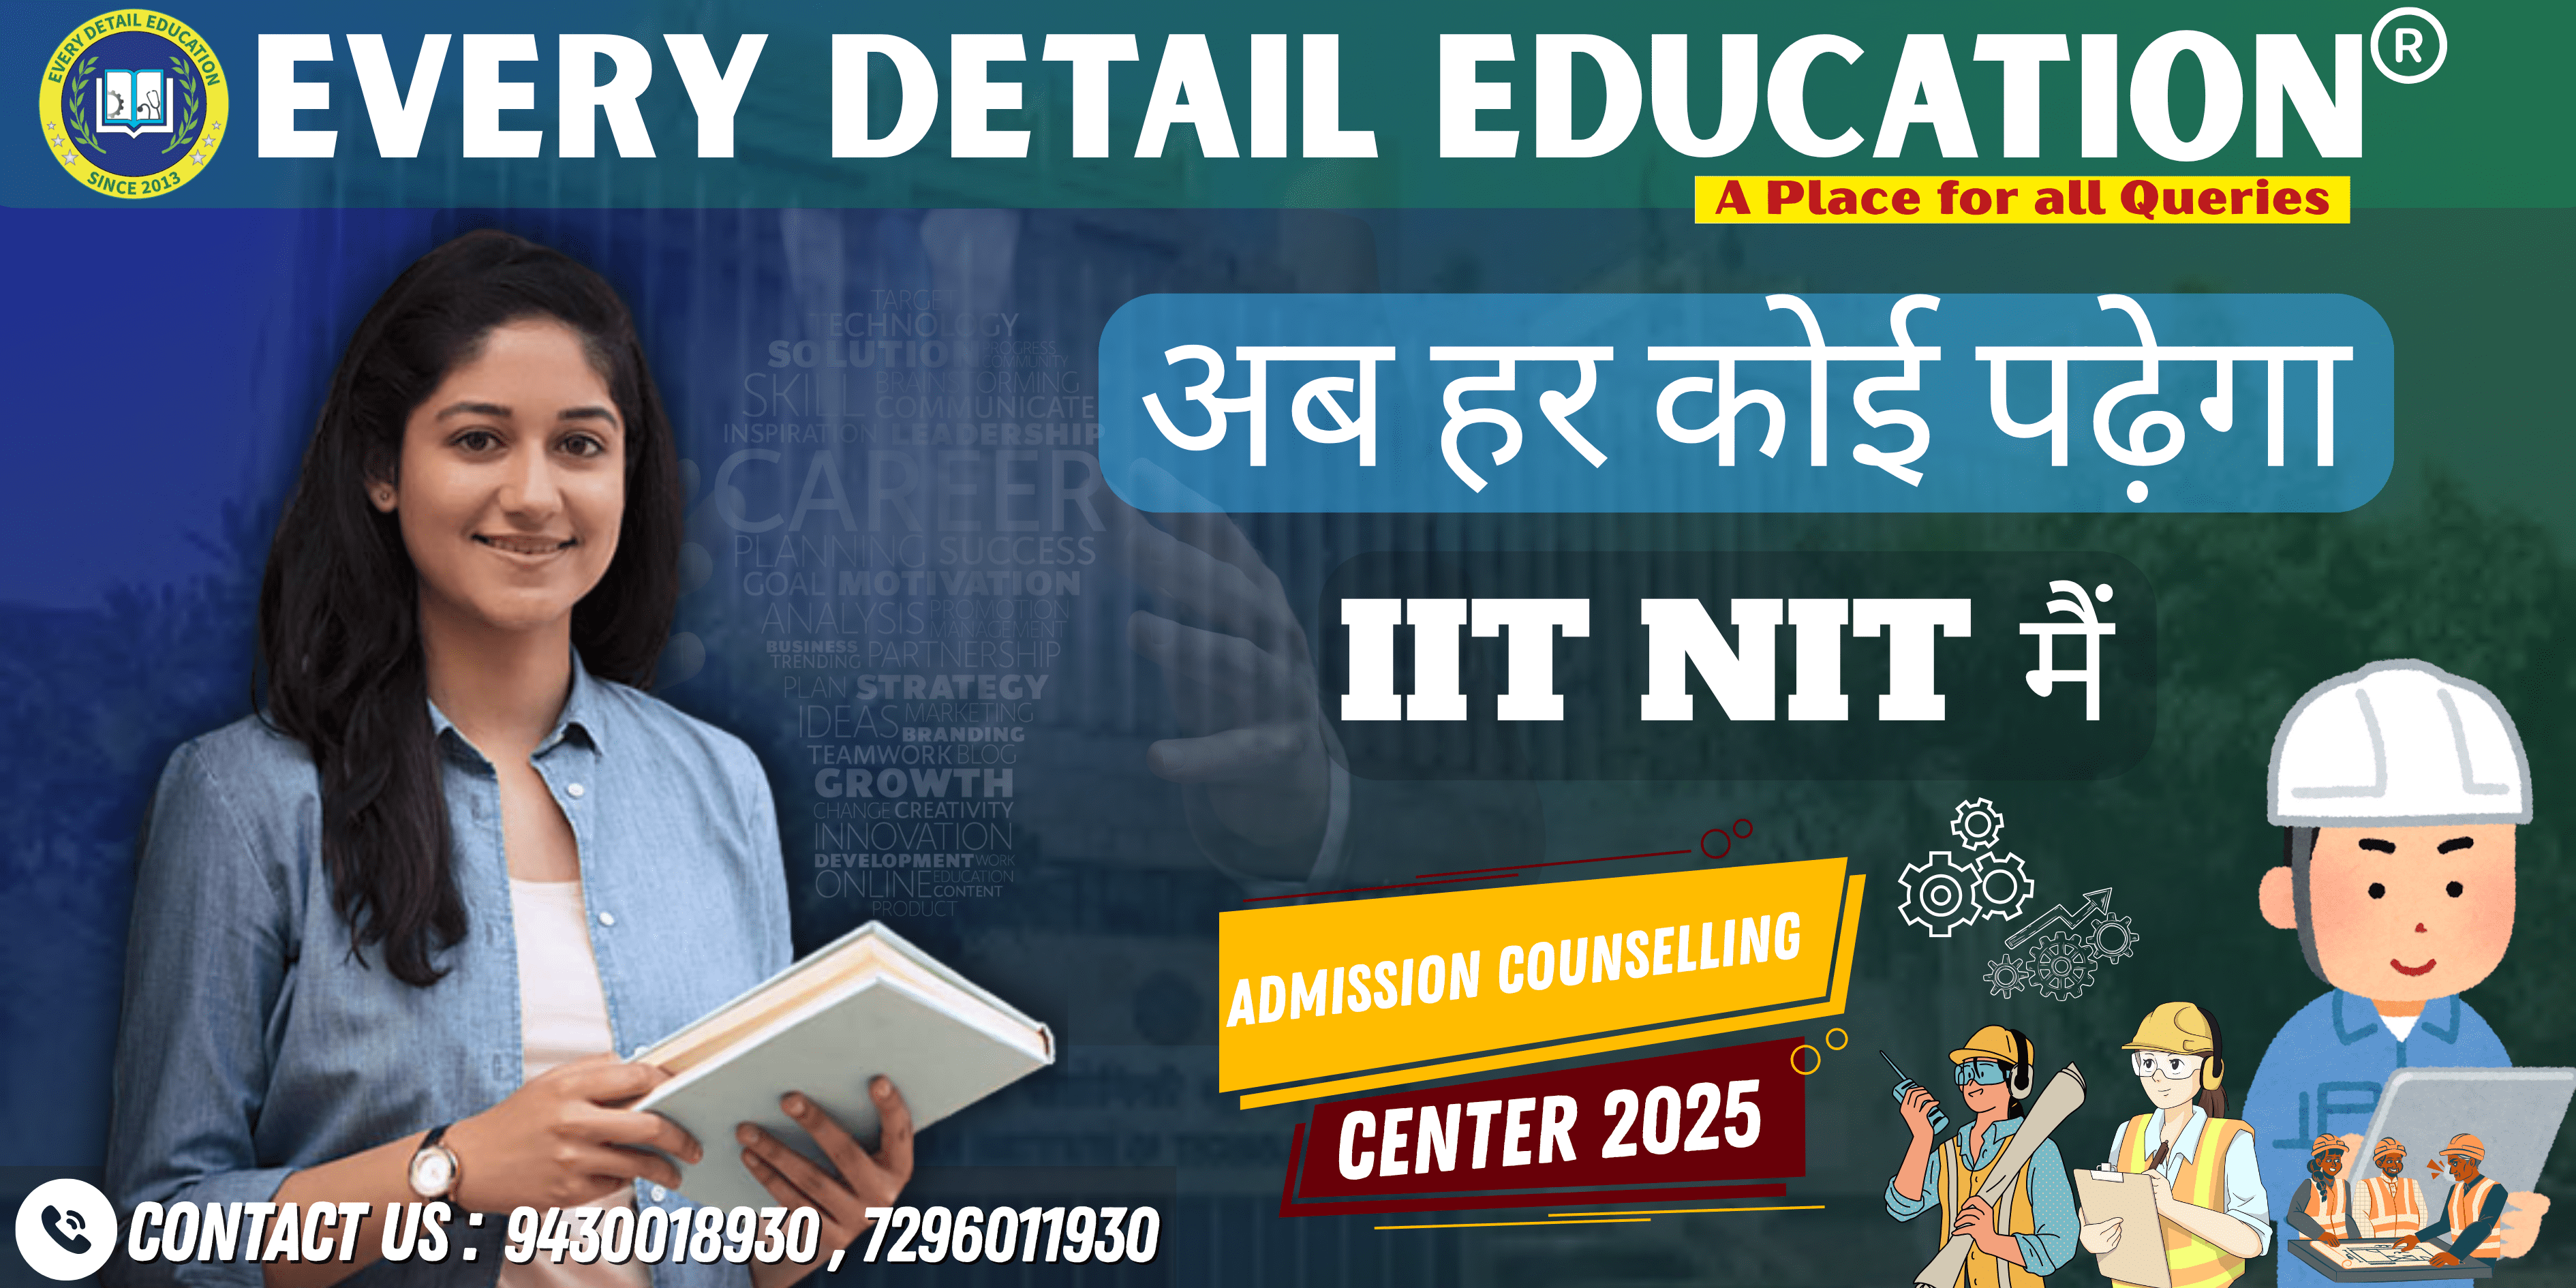 EVERY DETAIL EDUCATION
SINCE 2013
EVERY DETAIL EDUCATION®
A Place for all Queries
अब हर कोई पढ़ेगा
IIT NIT मैं
TARGET
TECHNOLOGY
SOLUTION PROGRESS
COMMUNITY
SKILL BRAINSTORMING
COMMUNICATE
INSPIRATION LEADERSHIP
CAREER
PLANNING SUCCESS
GOAL MOTIVATION
ANALYSIS PROMOTION
MANAGEMENT
BUSINESS
TRENDING PARTNERSHIP
PLAN STRATEGY
IDEAS MARKETING
BRANDING
TEAMWORK BLOG
GROWTH
CHANGE CREATIVITY
INNOVATION
DEVELOPMENT WORK
ONLINE EDUCATION
CONTENT
PRODUCT
ADMISSION COUNSELLING
CENTER 2025
CONTACT US : 9430018930 , 7296011930